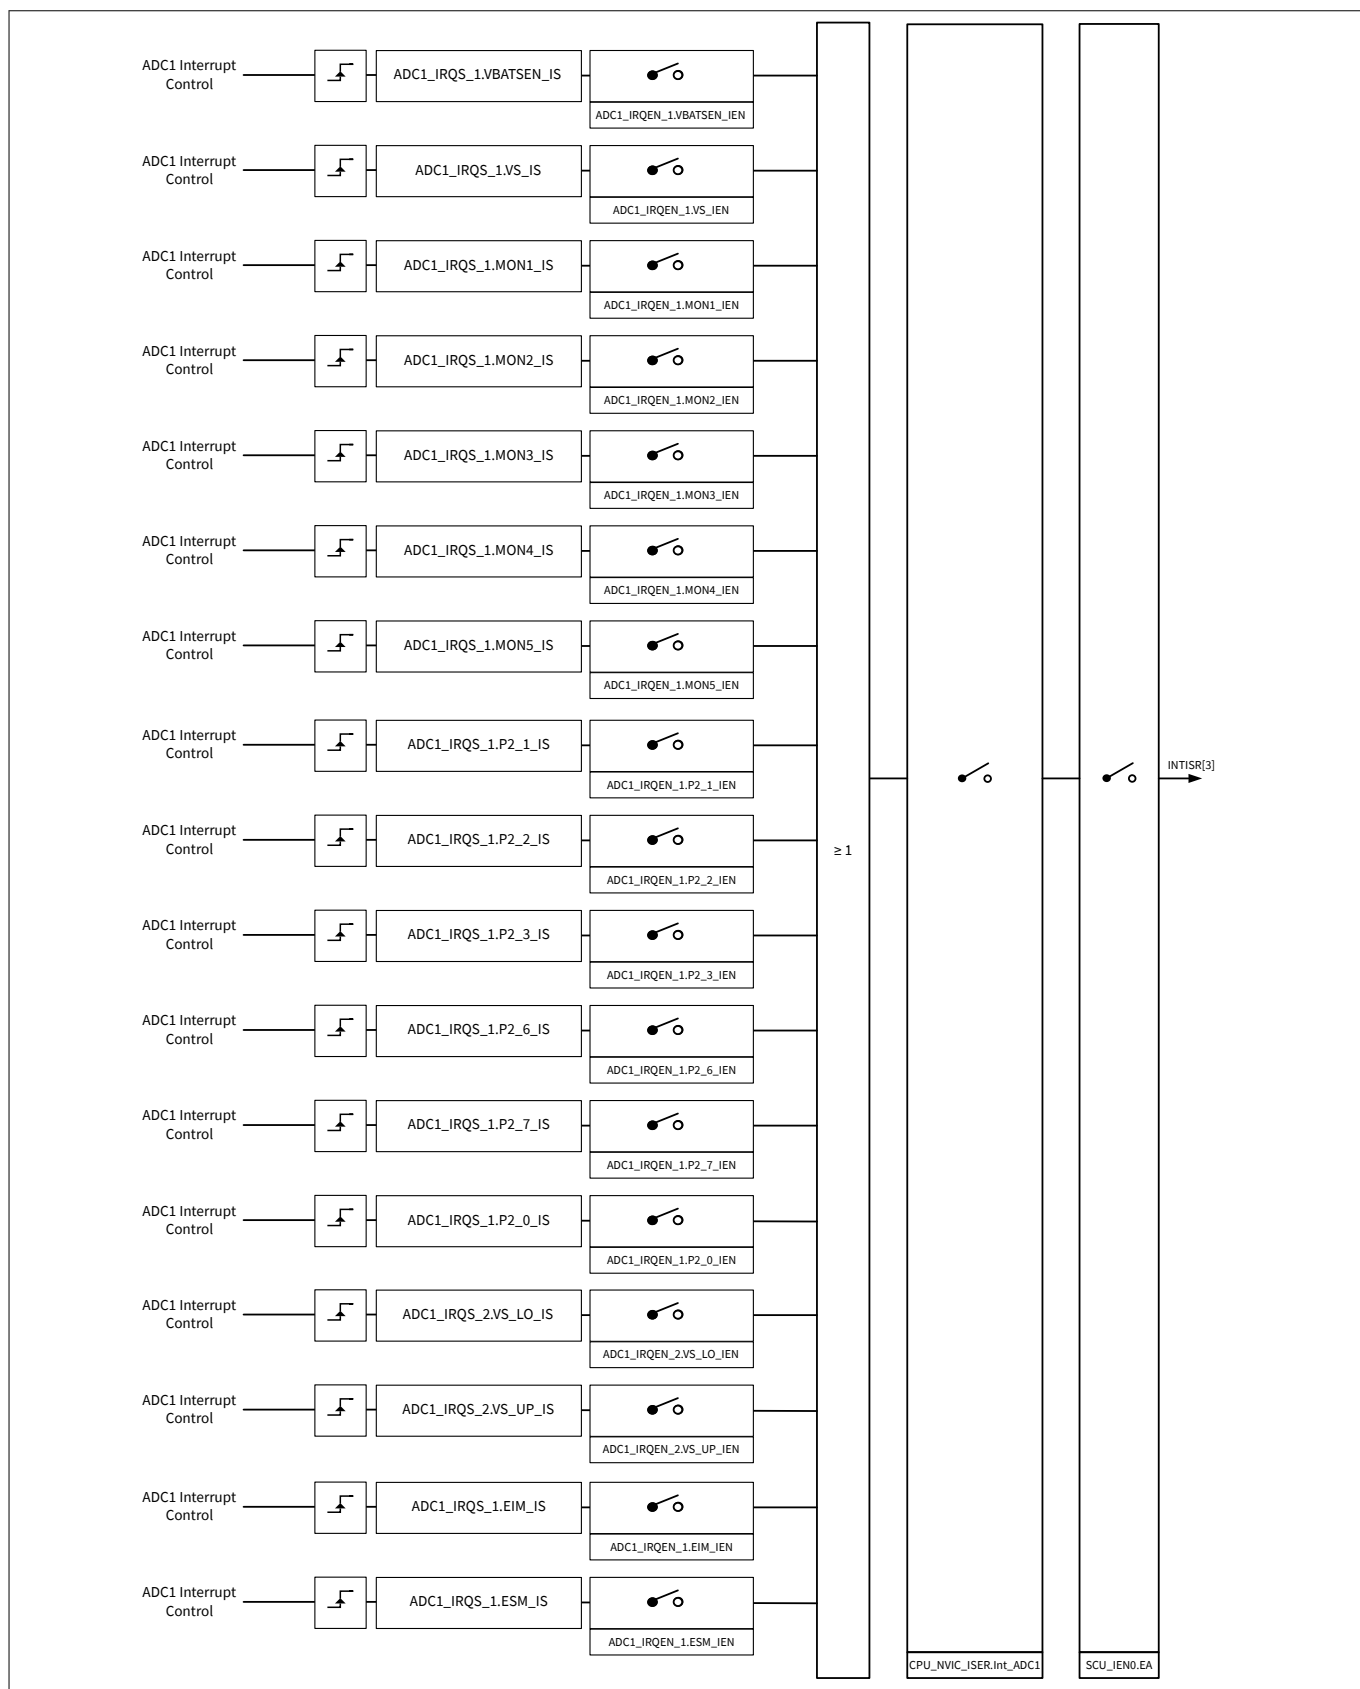 ADC1 Interrupt
Control
ADC1_IRQS_1.VBATSEN_IS
ADC1_IRQEN_1.VBATSEN_IEN
ADC1 Interrupt
Control
ADC1_IRQS_1.VS_IS
ADC1_IRQEN_1.VS_IEN
ADC1 Interrupt
Control
ADC1_IRQS_1.MON1_IS
ADC1_IRQEN_1.MON1_IEN
ADC1 Interrupt
Control
ADC1_IRQS_1.MON2_IS
ADC1_IRQEN_1.MON2_IEN
ADC1 Interrupt
Control
ADC1_IRQS_1.MON3_IS
ADC1_IRQEN_1.MON3_IEN
ADC1 Interrupt
Control
ADC1_IRQS_1.MON4_IS
ADC1_IRQEN_1.MON4_IEN
ADC1 Interrupt
Control
ADC1_IRQS_1.MON5_IS
ADC1_IRQEN_1.MON5_IEN
ADC1 Interrupt
Control
ADC1_IRQS_1.P2_1_IS
ADC1_IRQEN_1.P2_1_IEN
INTISR[3]
ADC1 Interrupt
Control
ADC1_IRQS_1.P2_2_IS
ADC1_IRQEN_1.P2_2_IEN
≥ 1
ADC1 Interrupt
Control
ADC1_IRQS_1.P2_3_IS
ADC1_IRQEN_1.P2_3_IEN
ADC1 Interrupt
Control
ADC1_IRQS_1.P2_6_IS
ADC1_IRQEN_1.P2_6_IEN
ADC1 Interrupt
Control
ADC1_IRQS_1.P2_7_IS
ADC1_IRQEN_1.P2_7_IEN
ADC1 Interrupt
Control
ADC1_IRQS_1.P2_0_IS
ADC1_IRQEN_1.P2_0_IEN
ADC1 Interrupt
Control
ADC1_IRQS_2.VS_LO_IS
ADC1_IRQEN_2.VS_LO_IEN
ADC1 Interrupt
Control
ADC1_IRQS_2.VS_UP_IS
ADC1_IRQEN_2.VS_UP_IEN
ADC1 Interrupt
Control
ADC1_IRQS_1.EIM_IS
ADC1_IRQEN_1.EIM_IEN
ADC1 Interrupt
Control
ADC1_IRQS_1.ESM_IS
ADC1_IRQEN_1.ESM_IEN
CPU_NVIC_ISER.Int_ADC1
SCU_IEN0.EA